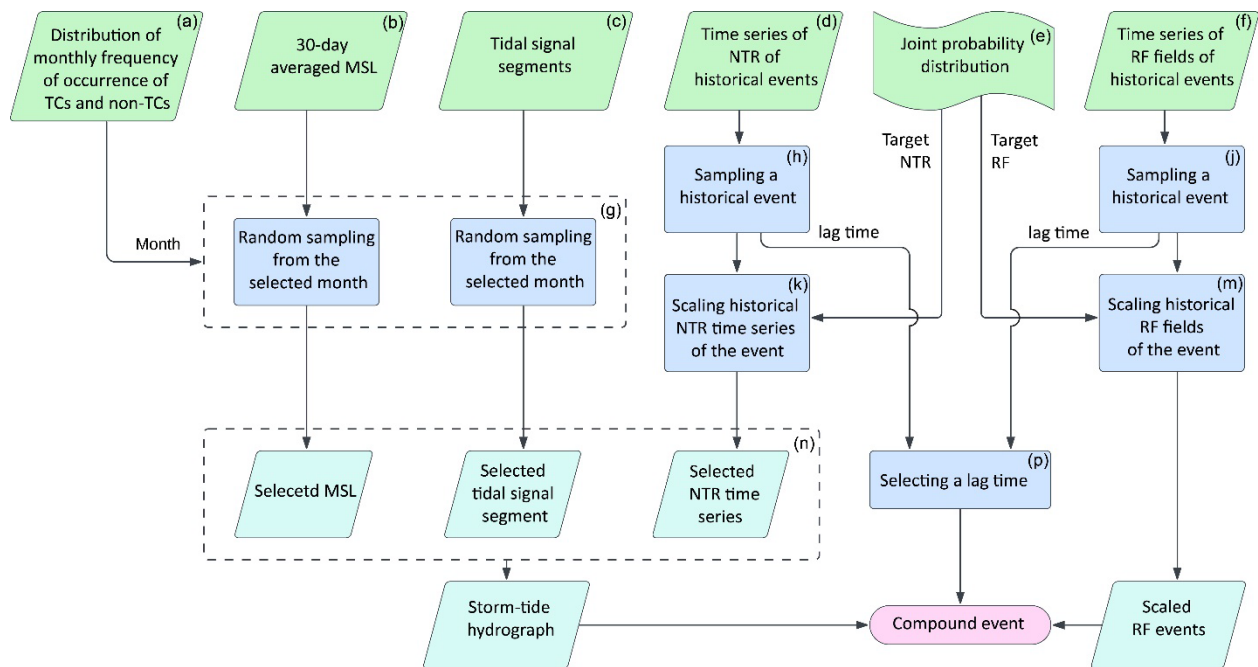 (a)
Distribution of
monthly frequency
of occurrence of
TCs and non-TCs
(b)
30-day
averaged MSL
(c)
Tidal signal
segments
(d)
Time series of
NTR of
historical events
(e)
Joint probability
distribution
(f)
Time series of
RF fields of
historical events
Target
NTR
Target
RF
(h)
Sampling a
historical event
(j)
Sampling a
historical event
(g)
Month
Random sampling
from the
selected month
Random sampling
from the
selected month
lag time
lag time
(k)
Scaling historical
NTR time series
of the event
(m)
Scaling historical
RF fields
of the event
(n)
Selecetd MSL
Selected
tidal signal
segment
Selected
NTR time
series
(p)
Selecting a lag time
Storm-tide
hydrograph
Compound event
Scaled
RF events